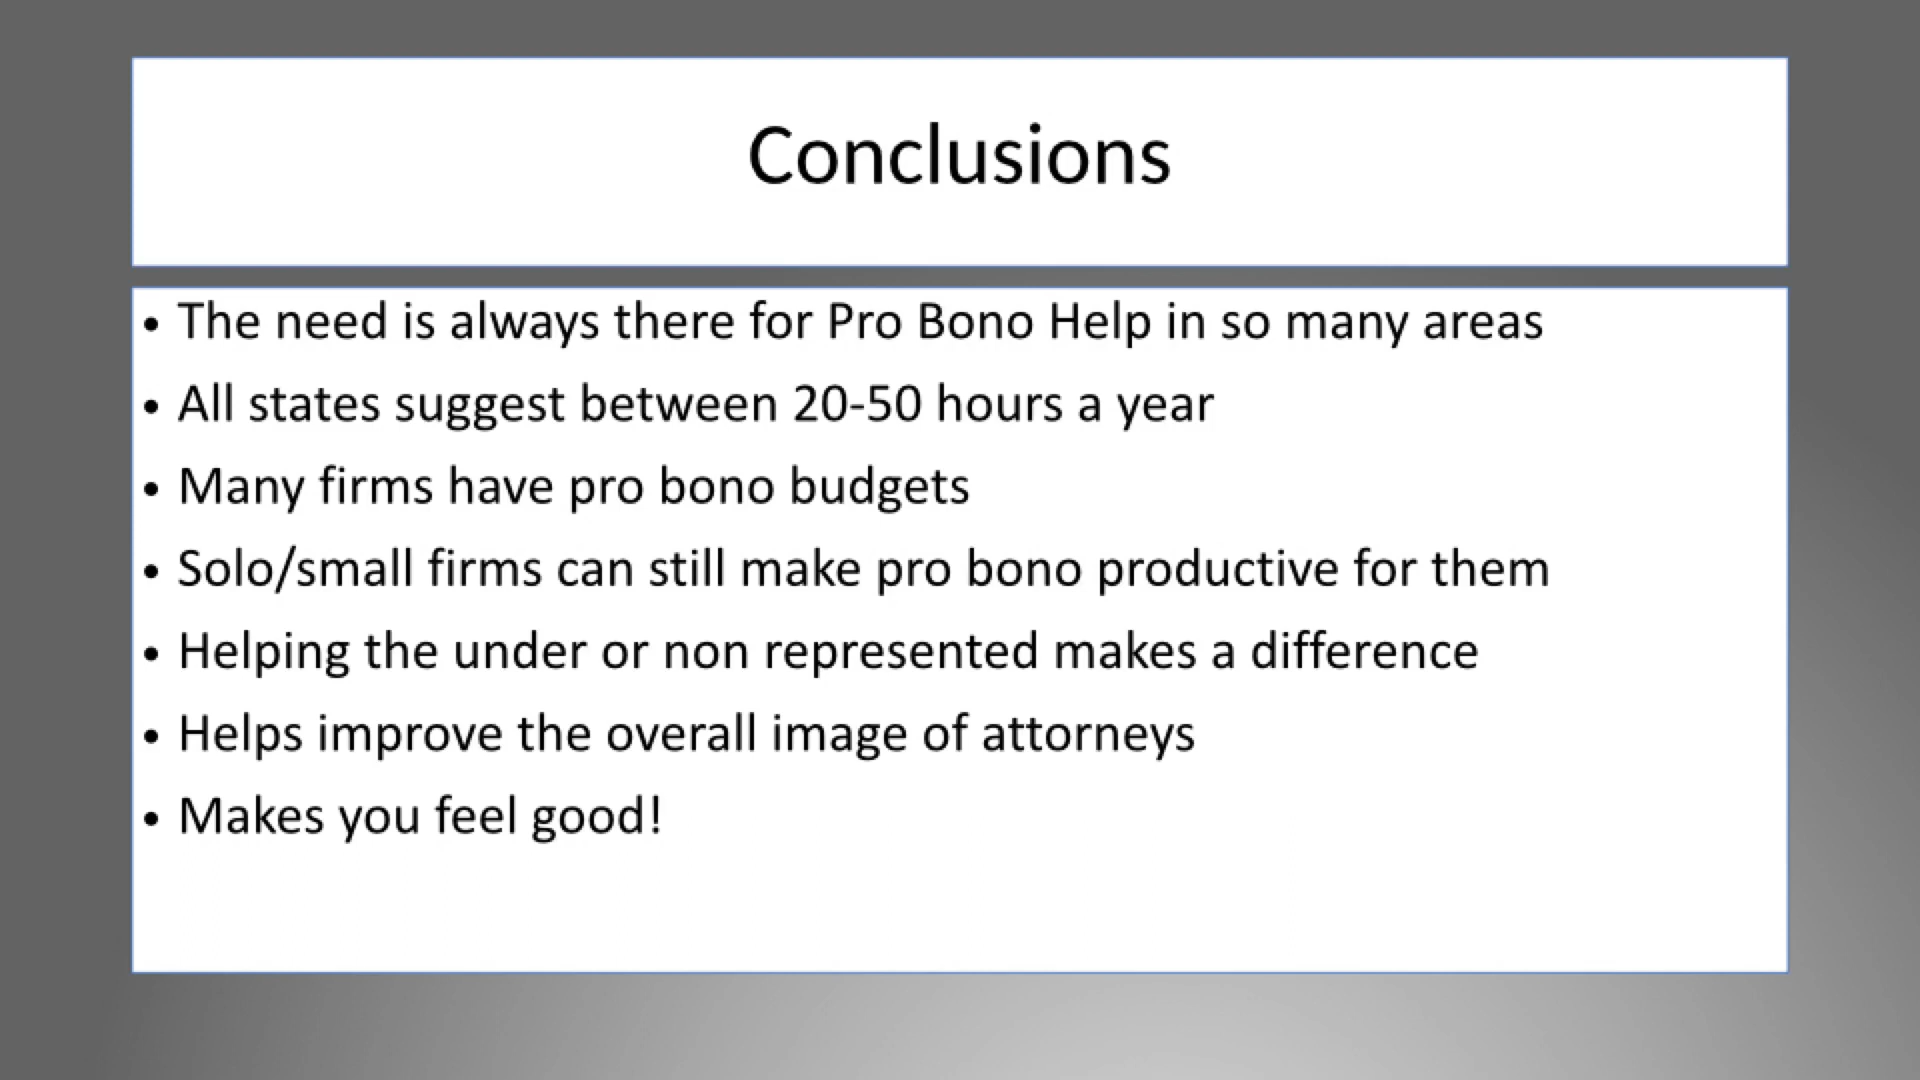 Conclusions
• The need is always there for Pro Bono Help in so many areas
• All states suggest between 20-50 hours a year
• Many firms have pro bono budgets
• Solo/small firms can still make pro bono productive for them
• Helping the under or non represented makes a difference
• Helps improve the overall image of attorneys
• Makes you feel good!